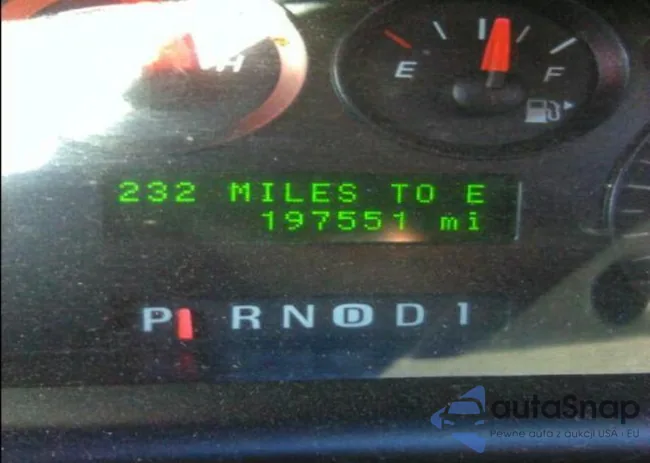 H
E F
232 MILES TO E
197551 mi
P R N D D 1
autaSnap
Pewne auta z aukcji USA - EU